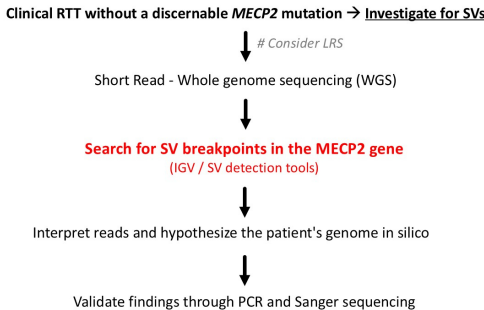 Clinical RTT without a discernable MECP2 mutation → Investigate for SVs
# Consider LRS
Short Read - Whole genome sequencing (WGS)
Search for SV breakpoints in the MECP2 gene
(IGV / SV detection tools)
Interpret reads and hypothesize the patient's genome in silico
Validate findings through PCR and Sanger sequencing